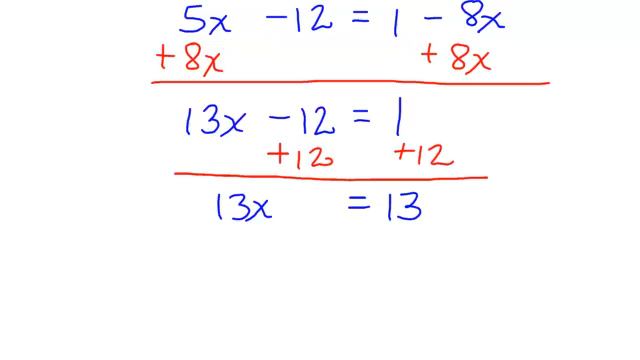 5x - 12 = 1 - 8x
+ 8x + 8x
13x - 12 = 1
+12 +12
13x = 13